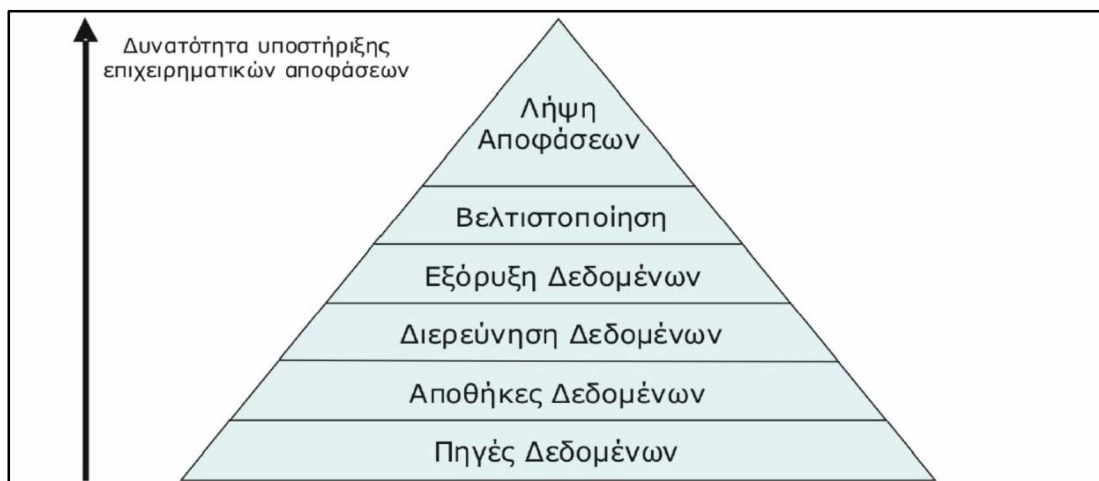 Δυνατότητα υποστήριξης
επιχειρηματικών αποφάσεων
Λήψη
Αποφάσεων
Βελτιστοποίηση
Εξόρυξη Δεδομένων
Διερεύνηση Δεδομένων
Αποθήκες Δεδομένων
Πηγές Δεδομένων